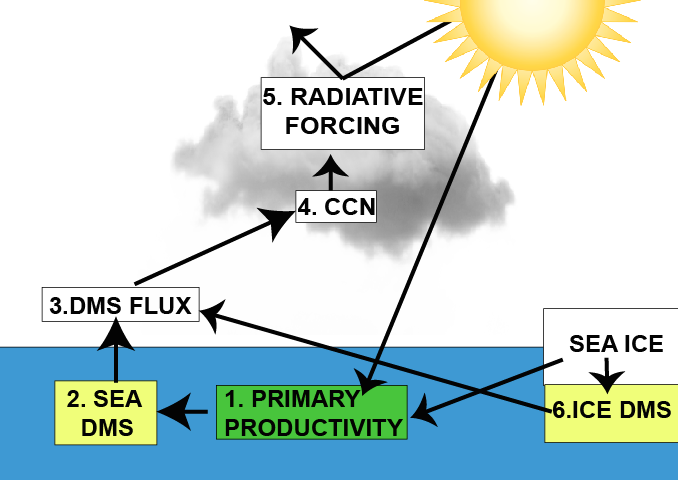 5. RADIATIVE
FORCING
4. CCN
3.DMS FLUX
SEA ICE
2. SEA
DMS
1. PRIMARY
PRODUCTIVITY
6.ICE DMS